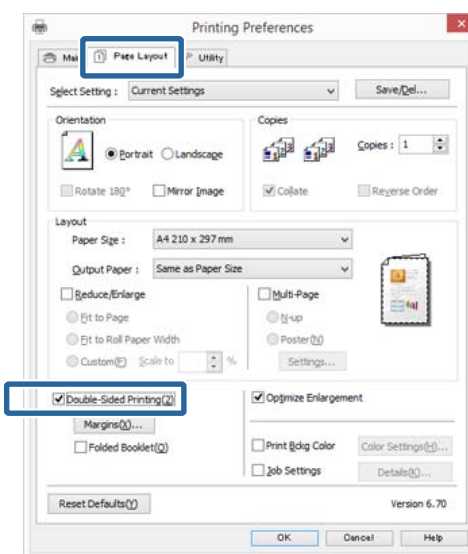 Printing Preferences
Page Layout
Utility
Select Setting : Current Settings Save/Del...
Orientation
Portrait Landscape
Rotate 180° Mirror Image
Copies
Copies : 1
Collate Reverse Order
Layout
Paper Size : A4 210 x 297 mm
Output Paper : Same as Paper Size
Reduce/Enlarge
Fit to Page
Fit to Roll Paper Width
Custom(F) Scale to %
Multi-Page
N-up
Poster(N)
Settings...
Double-Sided Printing(Z)
Margins(X)...
Folded Booklet(O)
Optimize Enlargement
Print Bckg Color Color Settings(H)...
Job Settings Details(K)...
Reset Defaults(Y) Version 6.70
OK Cancel Help